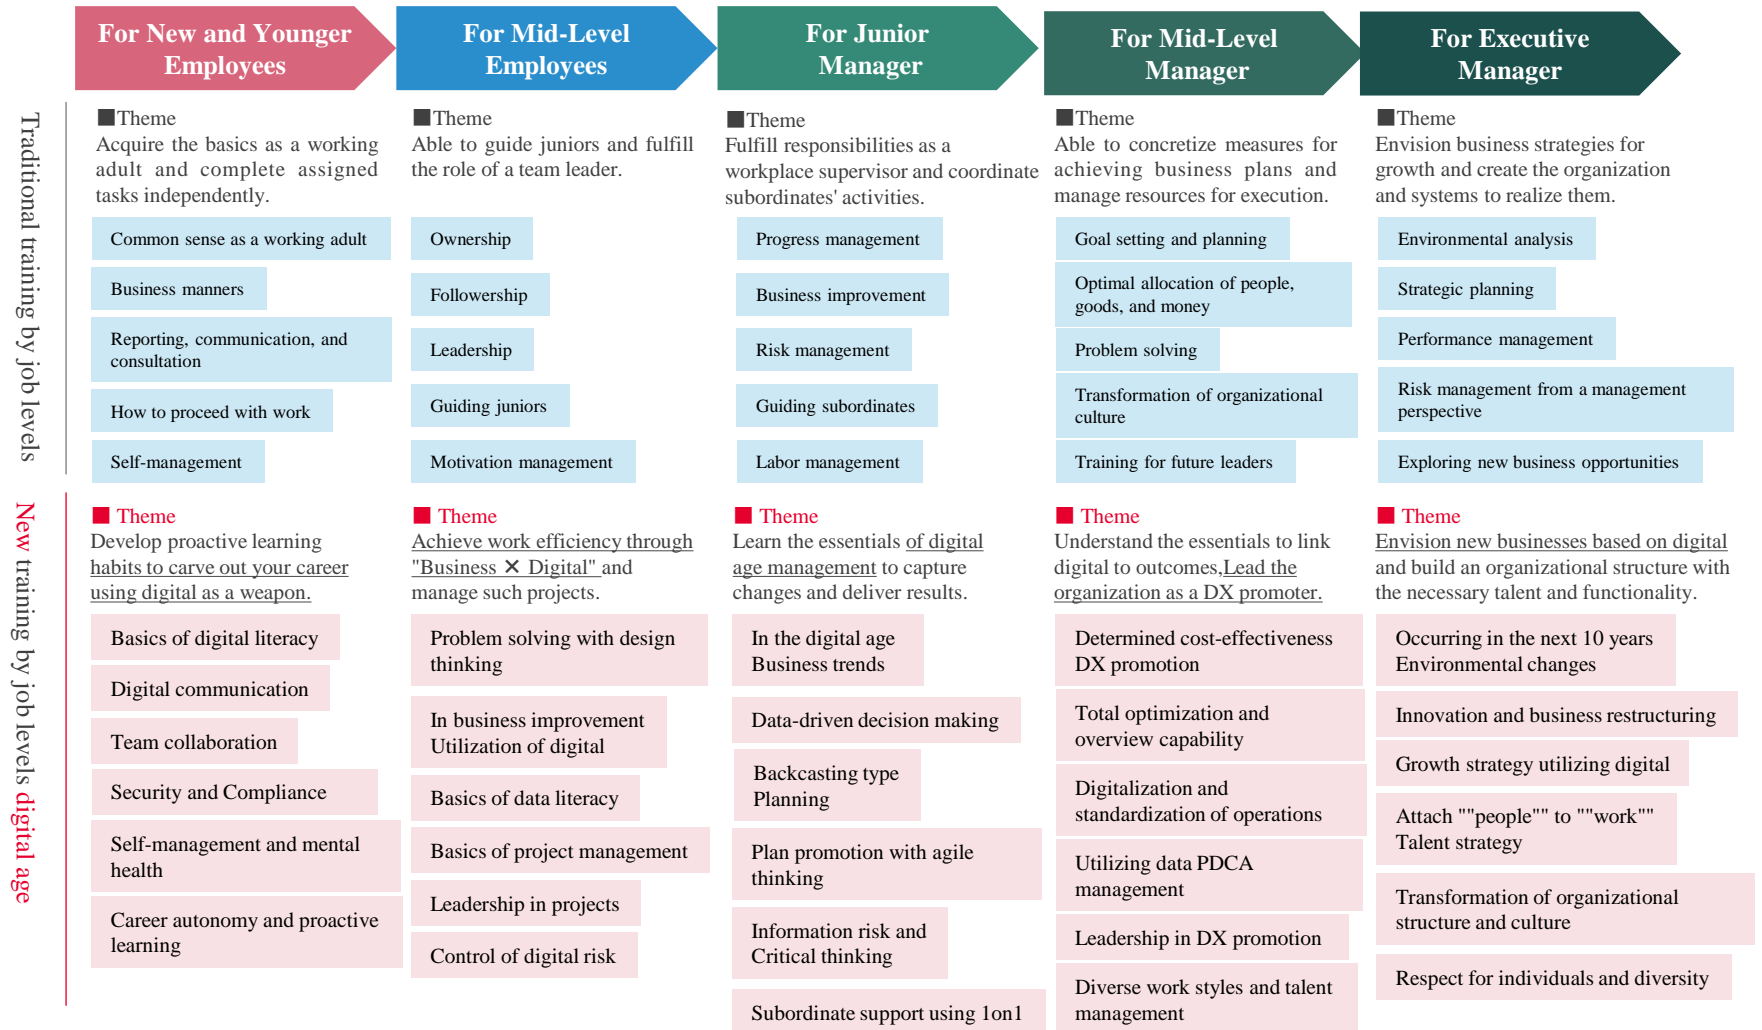 For New and Younger
Employees
For Mid-Level
Employees
For Junior
Manager
For Mid-Level
Manager
For Executive
Manager
Traditional training by job levels
■Theme
Acquire the basics as a working
adult and complete assigned
tasks independently.
Common sense as a working adult
Business manners
Reporting, communication, and
consultation
How to proceed with work
Self-management
■Theme
Able to guide juniors and fulfill
the role of a team leader.
Ownership
Followership
Leadership
Guiding juniors
Motivation management
■Theme
Fulfill responsibilities as a
workplace supervisor and coordinate
subordinates' activities.
Progress management
Business improvement
Risk management
Guiding subordinates
Labor management
■Theme
Able to concretize measures for
achieving business plans and
manage resources for execution.
Goal setting and planning
Optimal allocation of people,
goods, and money
Problem solving
Transformation of organizational
culture
Training for future leaders
■Theme
Envision business strategies for
growth and create the organization
and systems to realize them.
Environmental analysis
Strategic planning
Performance management
Risk management from a management
perspective
Exploring new business opportunities
New training by job levels digital age
■ Theme
Develop proactive learning
habits to carve out your career
using digital as a weapon.
Basics of digital literacy
Digital communication
Team collaboration
Security and Compliance
Self-management and mental
health
Career autonomy and proactive
learning
■ Theme
Achieve work efficiency through
"Business ✕ Digital" and
manage such projects.
Problem solving with design
thinking
In business improvement
Utilization of digital
Basics of data literacy
Basics of project management
Leadership in projects
Control of digital risk
■ Theme
Learn the essentials of digital
age management to capture
changes and deliver results.
In the digital age
Business trends
Data-driven decision making
Backcasting type
Planning
Plan promotion with agile
thinking
Information risk and
Critical thinking
Subordinate support using 1on1
■ Theme
Understand the essentials to link
digital to outcomes,Lead the
organization as a DX promoter.
Determined cost-effectiveness
DX promotion
Total optimization and
overview capability
Digitalization and
standardization of operations
Utilizing data PDCA
management
Leadership in DX promotion
Diverse work styles and talent
management
■ Theme
Envision new businesses based on digital
and build an organizational structure with
the necessary talent and functionality.
Occurring in the next 10 years
Environmental changes
Innovation and business restructuring
Growth strategy utilizing digital
Attach ""people"" to ""work""
Talent strategy
Transformation of organizational
structure and culture
Respect for individuals and diversity